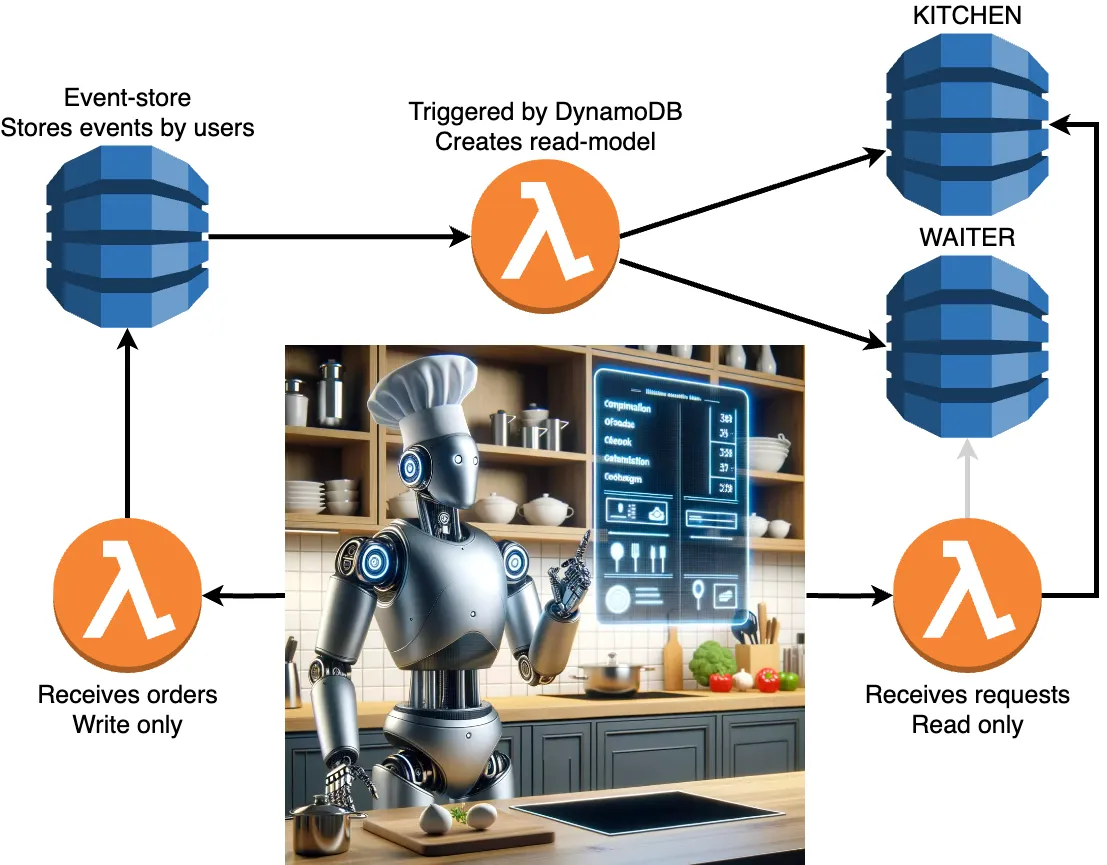 KITCHEN
Event-store
Stores events by users
Triggered by DynamoDB
Creates read-model
WAITER
Receives orders
Write only
Receives requests
Read only